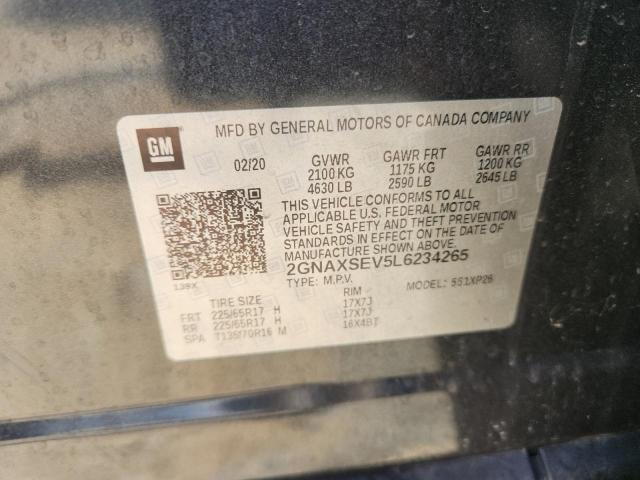 GM
MFD BY GENERAL MOTORS OF CANADA COMPANY
02/20 GVWR GAWR FRT GAWR RR
2100 KG 1175 KG 1200 KG
4630 LB 2590 LB 2645 LB
THIS VEHICLE CONFORMS TO ALL
APPLICABLE U.S. FEDERAL MOTOR
VEHICLE SAFETY AND THEFT PREVENTION
STANDARDS IN EFFECT ON THE DATE OF
MANUFACTURE SHOWN ABOVE.
2GNAXSEV5L6234265
TYPE: M.P.V. MODEL: 5S1XP26
139X
TIRE SIZE RIM
FRT 225/65R17 H 17X7J
RR 225/65R17 H 17X7J
SPA T135/70R16 M 16X4BT